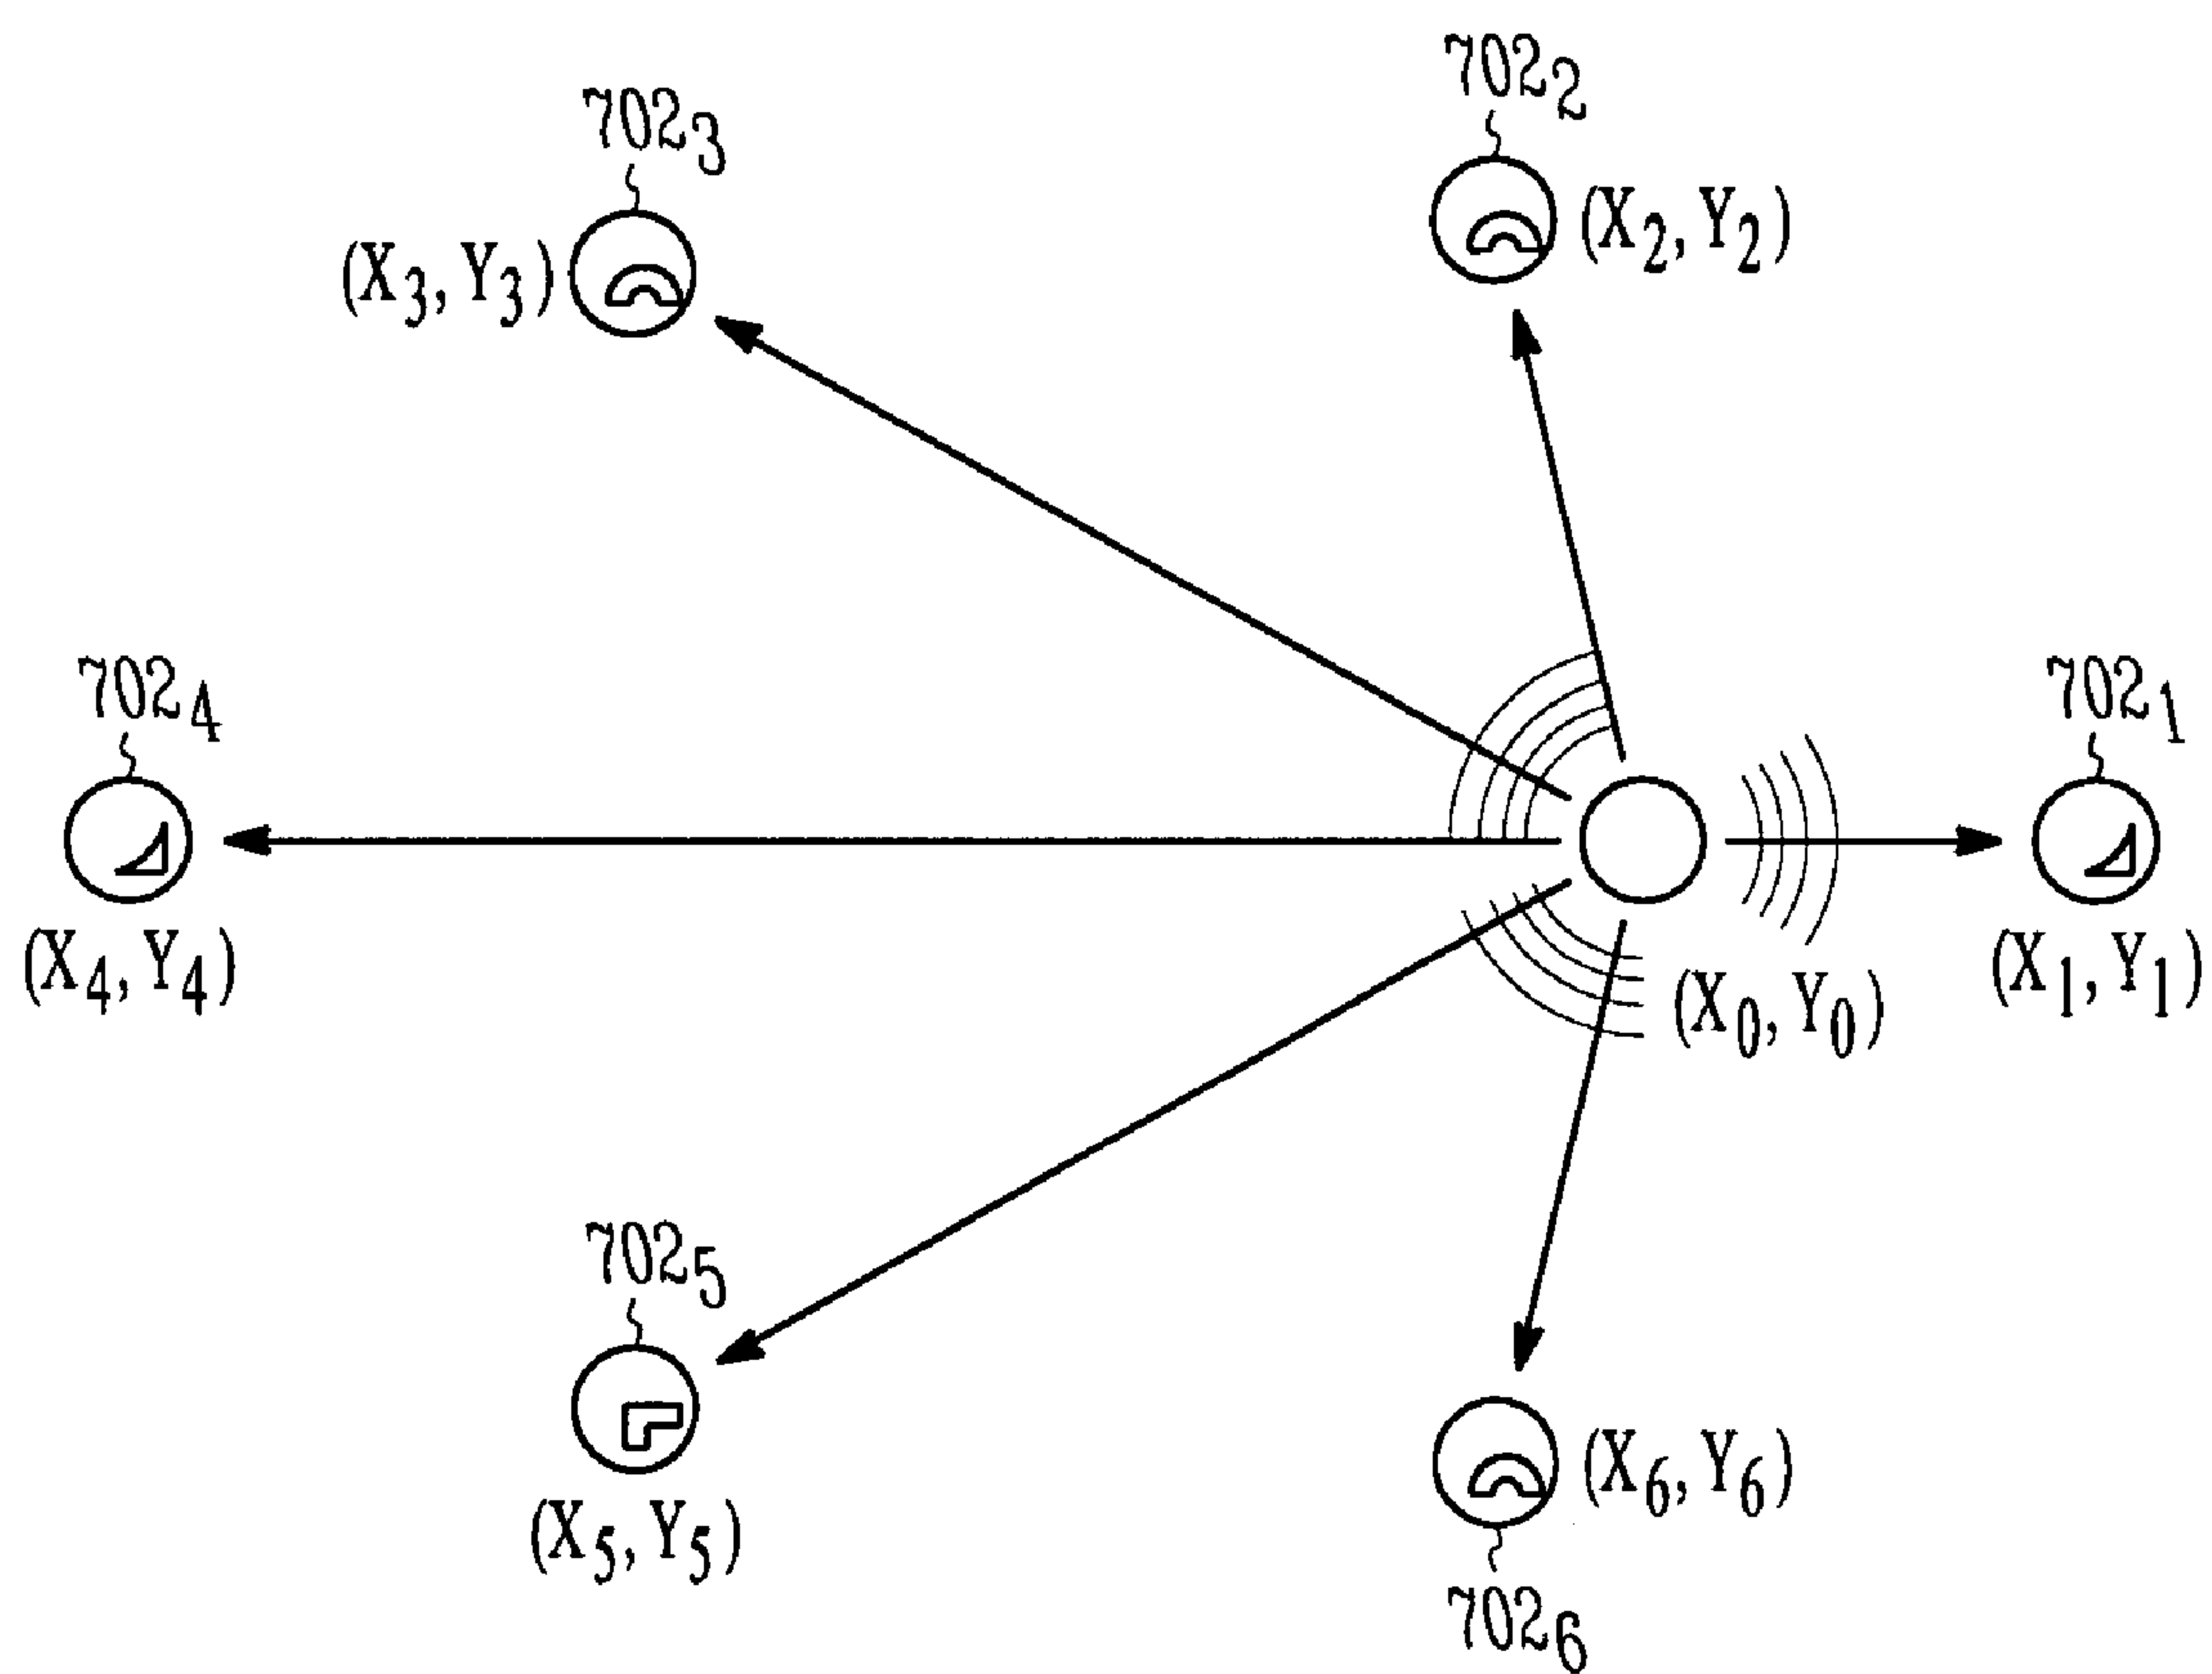 702₂
702₃
(X₂, Y₂)
(X₃, Y₃)
702₄
702₁
(X₄, Y₄)
(X₁, Y₁)
(X₀, Y₀)
702₅
(X₆, Y₆)
(X₅, Y₅)
702₆